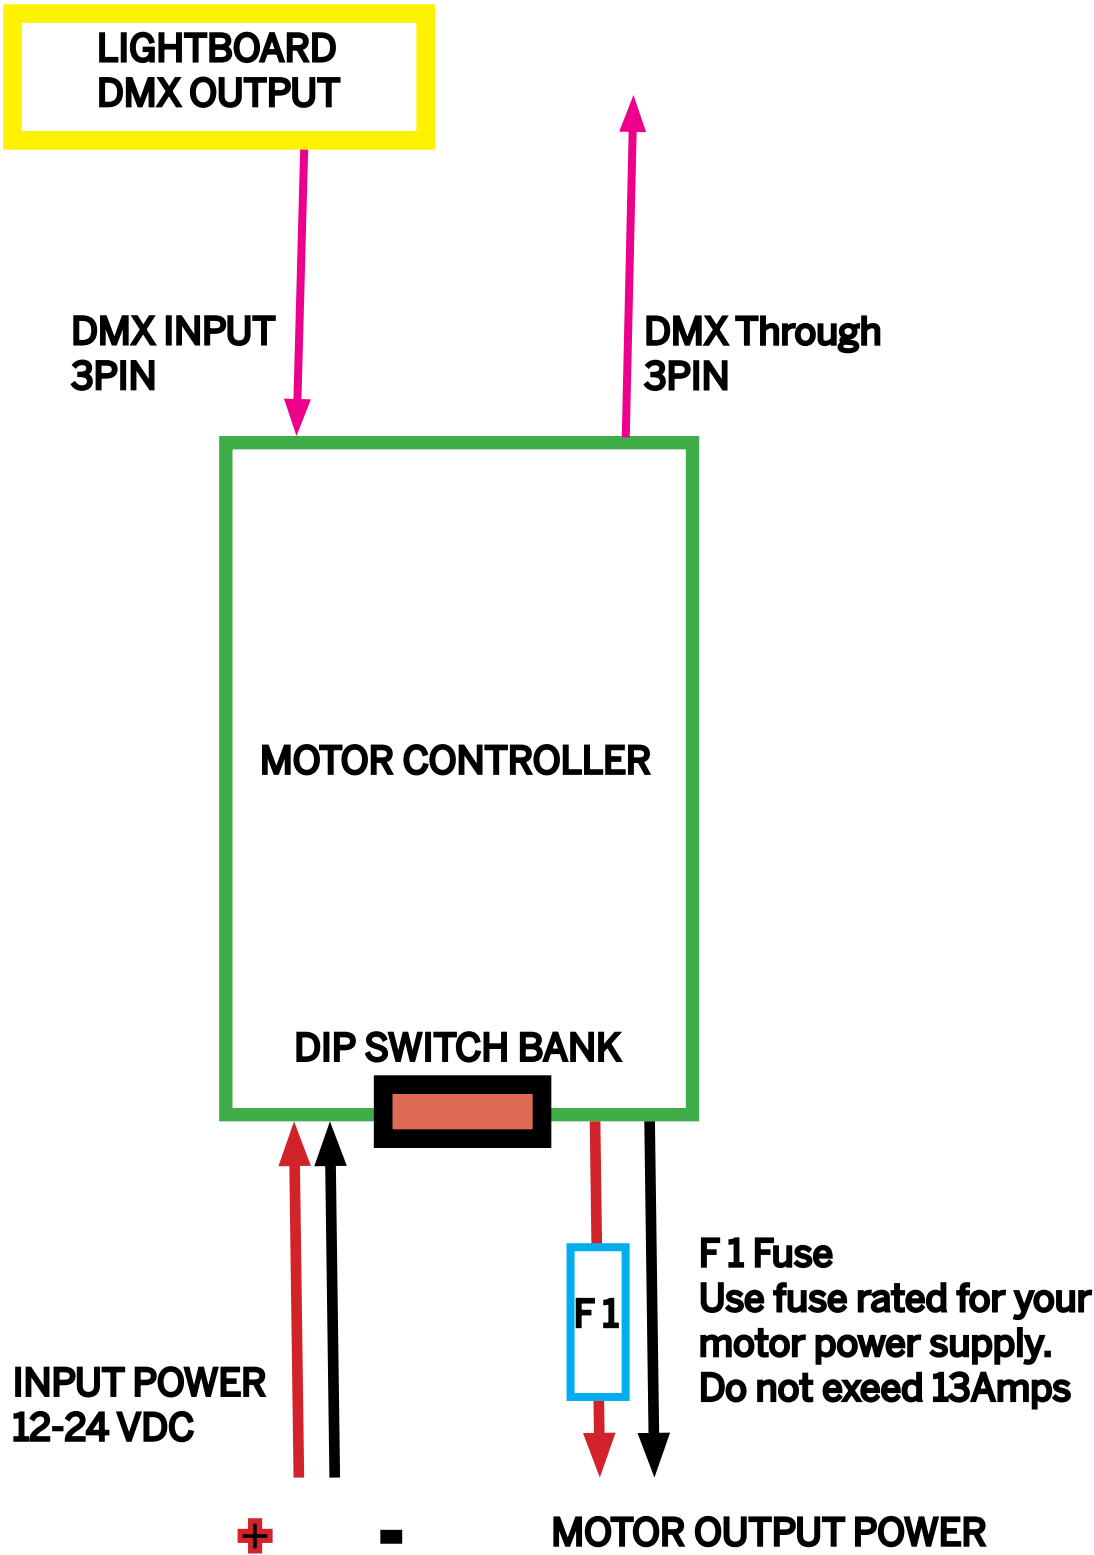 LIGHTBOARD
DMX OUTPUT
DMX INPUT
3PIN
DMX Through
3PIN
MOTOR CONTROLLER
DIP SWITCH BANK
F 1
F 1 Fuse
Use fuse rated for your
motor power supply.
Do not exeed 13Amps
INPUT POWER
12-24 VDC
+ -
MOTOR OUTPUT POWER